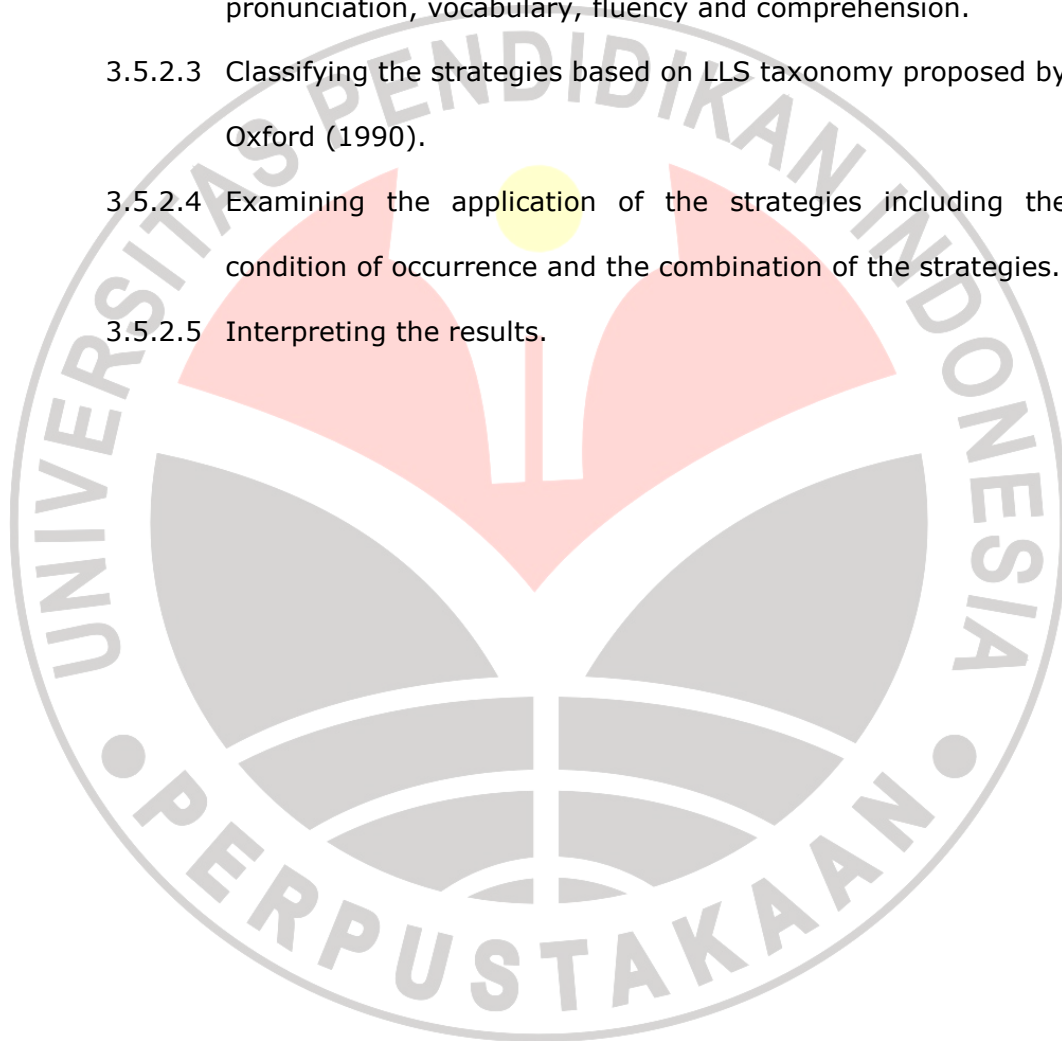 pronunciation, vocabulary, fluency and comprehension.
3.5.2.3 Classifying the strategies based on LLS taxonomy proposed by
Oxford (1990).
3.5.2.4 Examining the application of the strategies including the
condition of occurrence and the combination of the strategies.
3.5.2.5 Interpreting the results.
UNIVERSITAS PENDIDIKAN INDONESIA
PERPUSTAKAAN